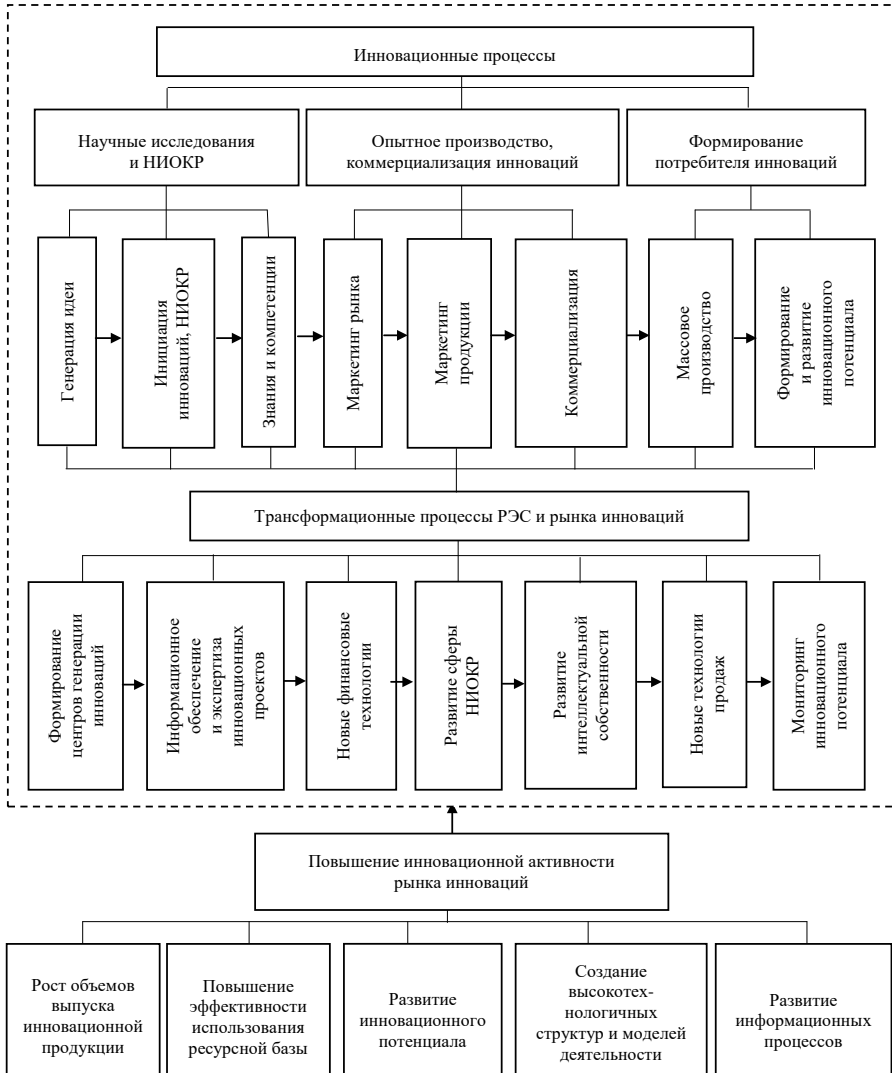 Инновационные процессы
Научные исследования
и НИОКР
Опытное производство,
коммерциализация инноваций
Формирование
потребителя инноваций
Генерация идеи
Инициация
инноваций, НИОКР
Знания и компетенции
Маркетинг рынка
Маркетинг
продукции
Коммерциализация
Массовое
производство
Формирование
и развитие
инновационного
потенциала
Трансформационные процессы РЭС и рынка инноваций
Формирование
центров генерации
инноваций
Информационное
обеспечение
и экспертиза
инновационных
проектов
Новые финансовые
технологии
Развитие сферы
НИОКР
Развитие
интеллектуальной
собственности
Новые технологии
продаж
Мониторинг
инновационного
потенциала
Повышение инновационной активности
рынка инноваций
Рост объемов
выпуска
инновационной
продукции
Повышение
эффективности
использования
ресурсной базы
Развитие
инновационного
потенциала
Создание
высокотех-
нологичных
структур и моделей
деятельности
Развитие
информационных
процессов